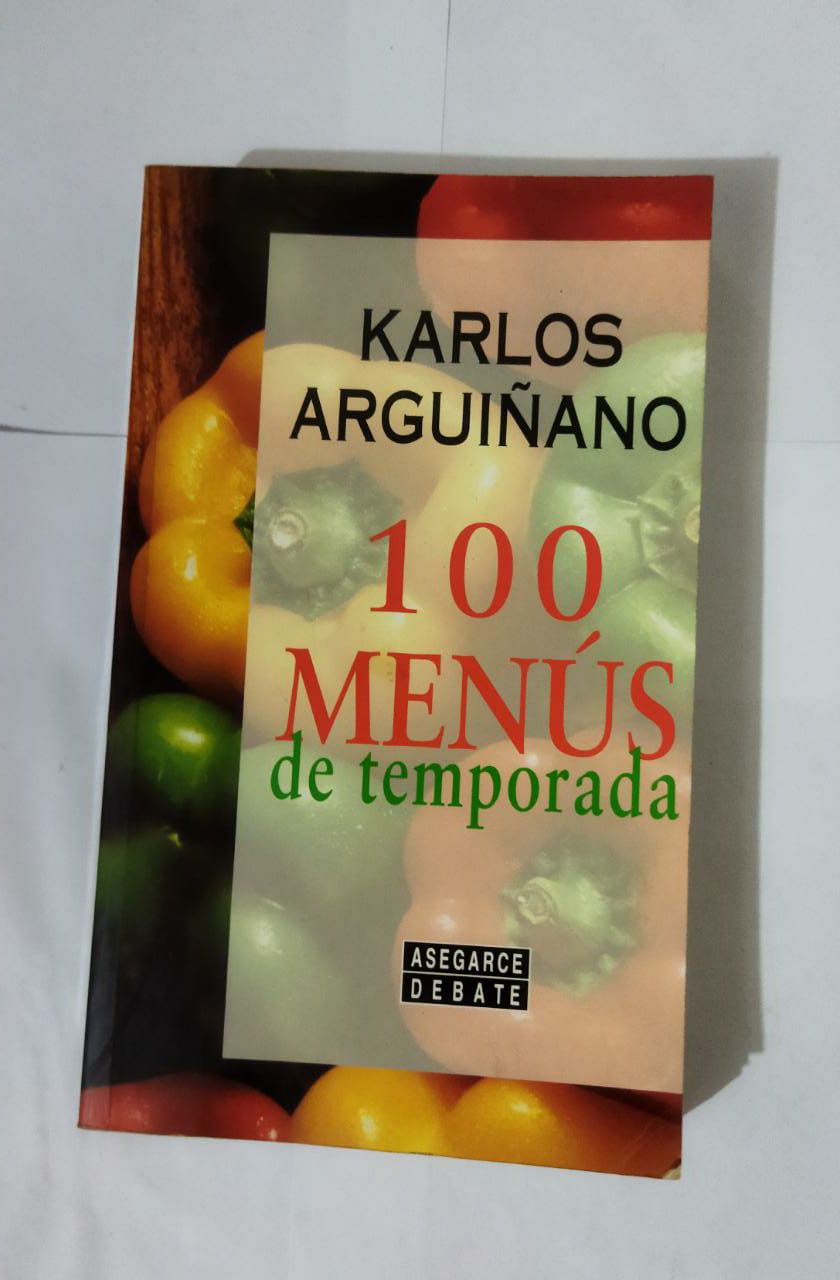 KARLOS
ARGUIÑANO
100
MENÚS
de temporada
ASEGARCE
DEBATE